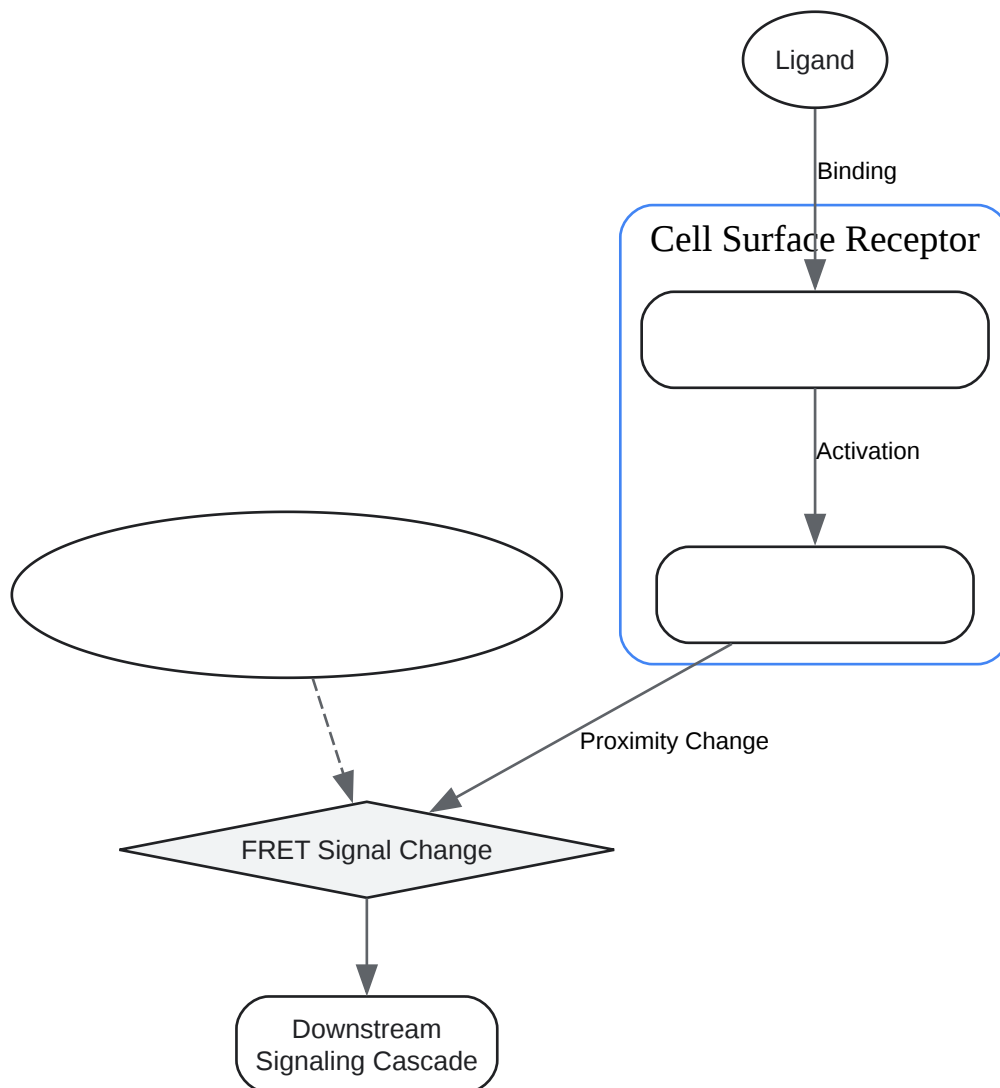 Ligand
Binding
Cell Surface Receptor
Activation
Proximity Change
FRET Signal Change
Downstream
Signaling Cascade